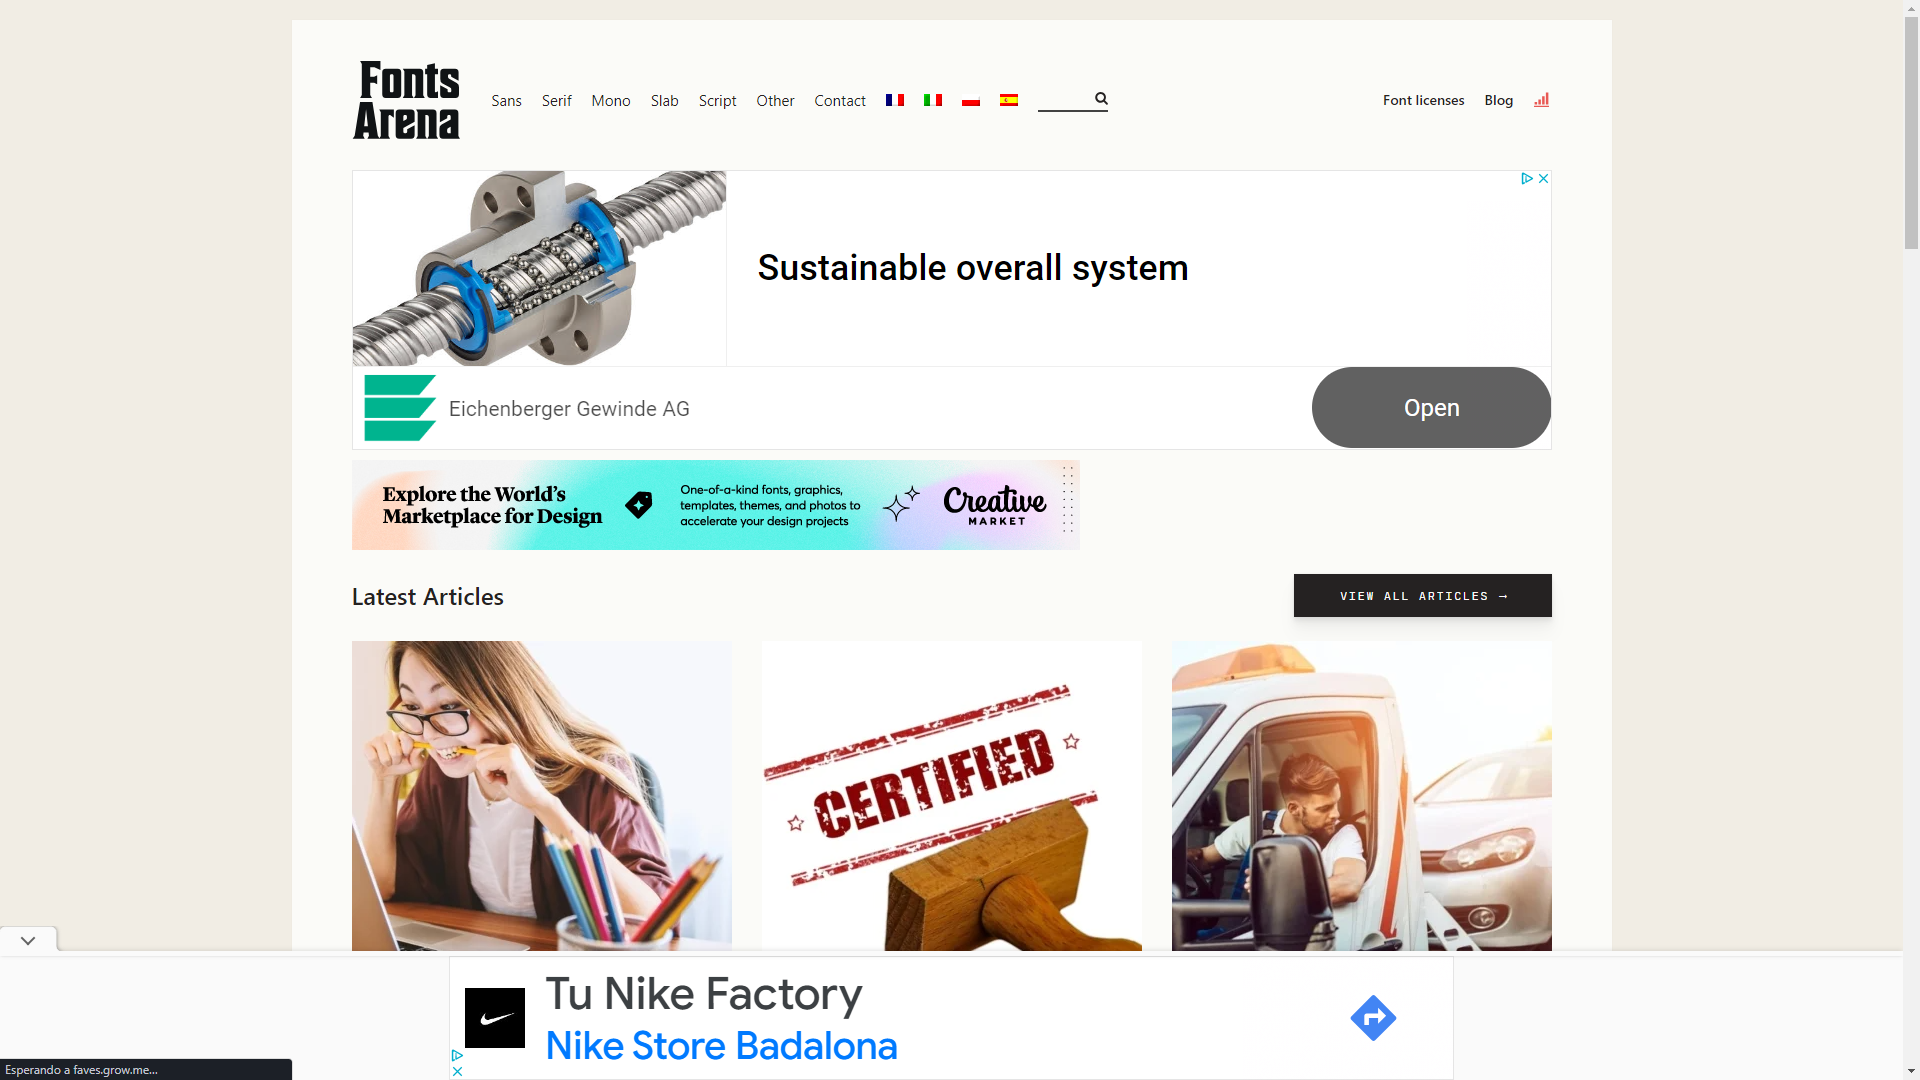 Fonts
Arena
Sans Serif Mono Slab Script Other Contact
Font licenses Blog
Sustainable overall system
Eichenberger Gewinde AG
Open
Explore the World's
Marketplace for Design
One-of-a-kind fonts, graphics,
templates, themes, and photos to
accelerate your design projects
Creative
MARKET
Latest Articles
VIEW ALL ARTICLES →
CERTIFIED
Tu Nike Factory
Nike Store Badalona
Esperando a faves.grow.me...